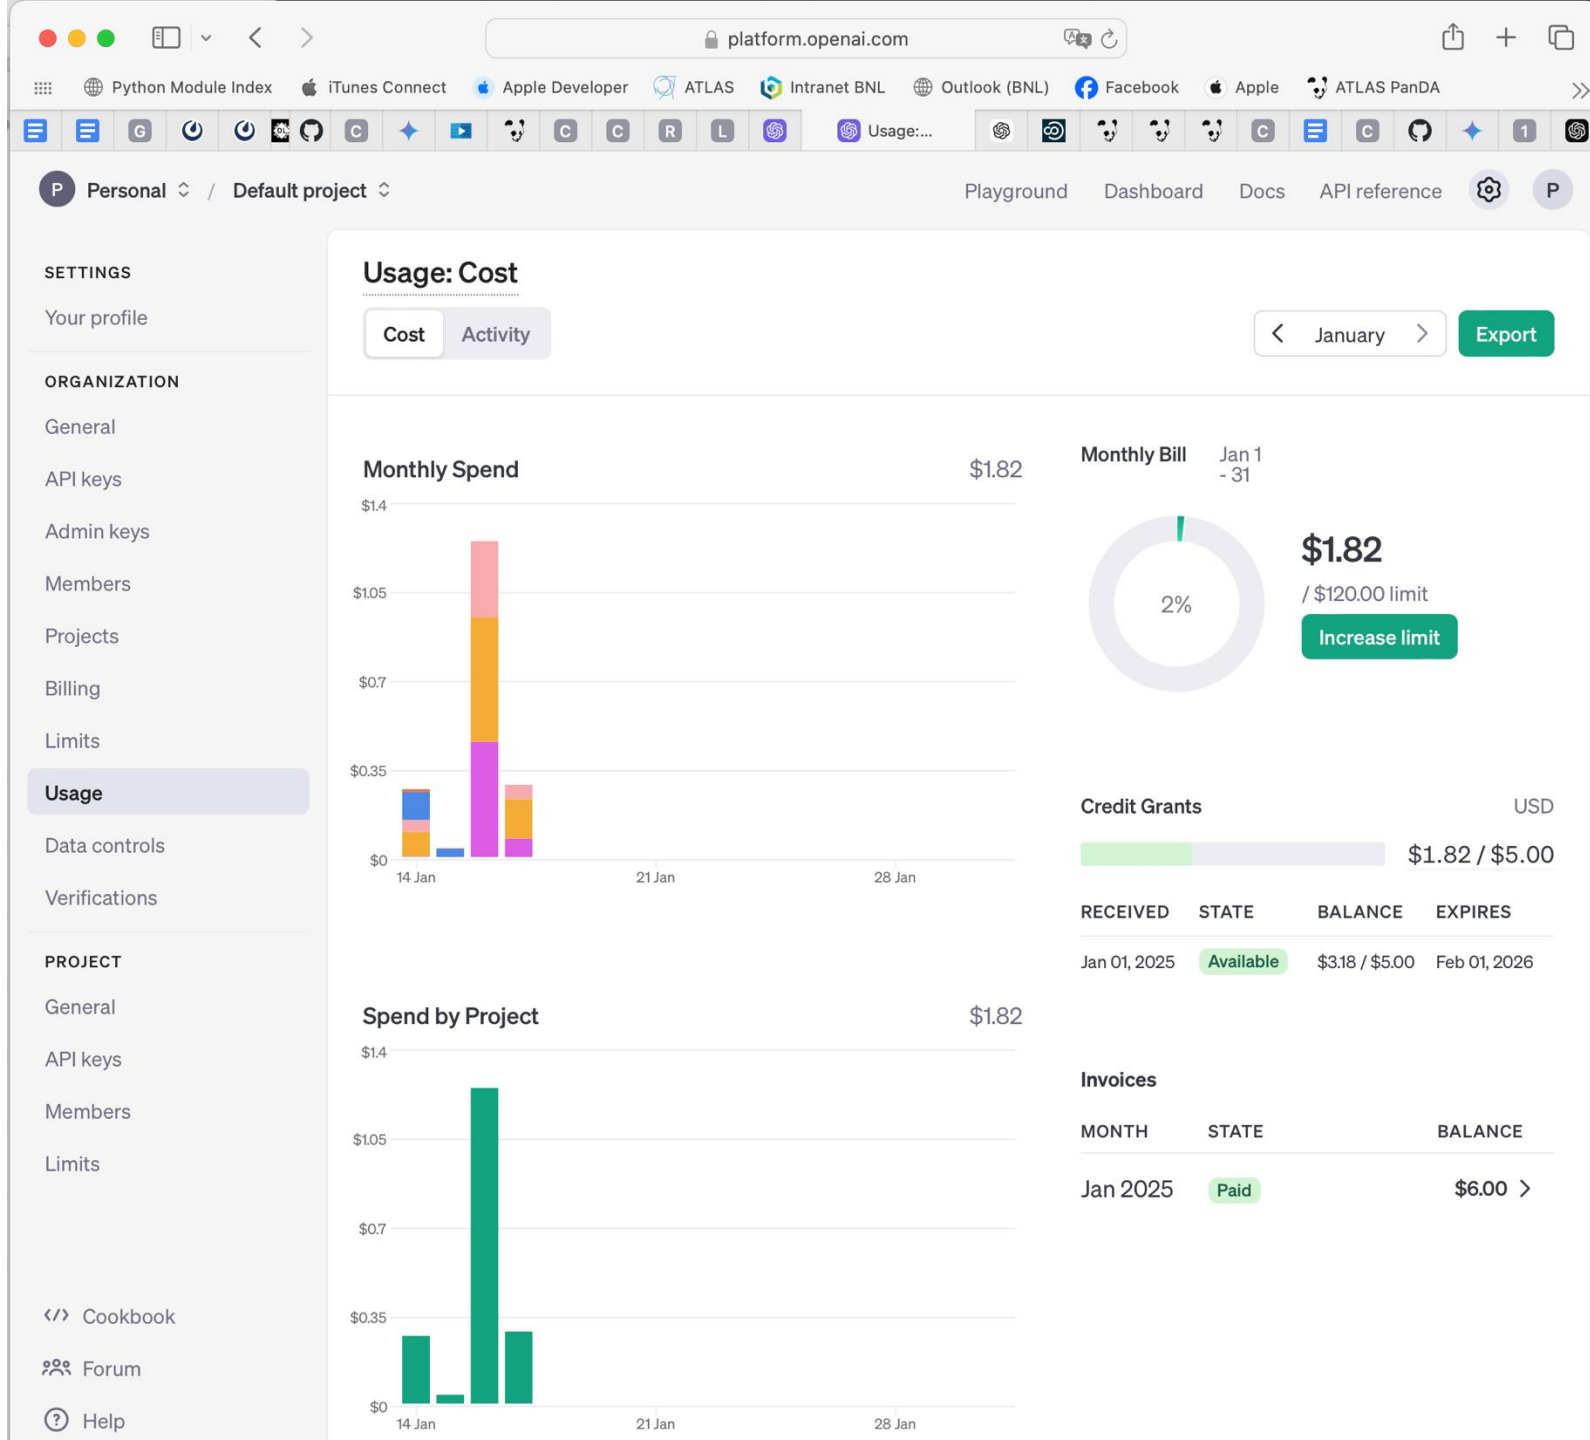 platform.openai.com
Python Module Index iTunes Connect Apple Developer ATLAS Intranet BNL Outlook (BNL) Facebook Apple ATLAS PanDA
G C C C R L Usage:... C C 1
P Personal / Default project Playground Dashboard Docs API reference P
SETTINGS
Your profile
ORGANIZATION
General
API keys
Admin keys
Members
Projects
Billing
Limits
Usage
Data controls
Verifications
PROJECT
General
API keys
Members
Limits
Cookbook
Forum
Help
Usage: Cost
Cost Activity
January
Export
Monthly Spend $1.82
$1.4
$1.05
$0.7
$0.35
$0
14 Jan 21 Jan 28 Jan
Spend by Project $1.82
$1.4
$1.05
$0.7
$0.35
$0
14 Jan 21 Jan 28 Jan
Monthly Bill Jan 1
- 31
2%
$1.82
/ $120.00 limit
Increase limit
Credit Grants USD
$1.82 / $5.00
RECEIVED STATE BALANCE EXPIRES
Jan 01, 2025 Available $3.18 / $5.00 Feb 01, 2026
Invoices
MONTH STATE BALANCE
Jan 2025 Paid $6.00